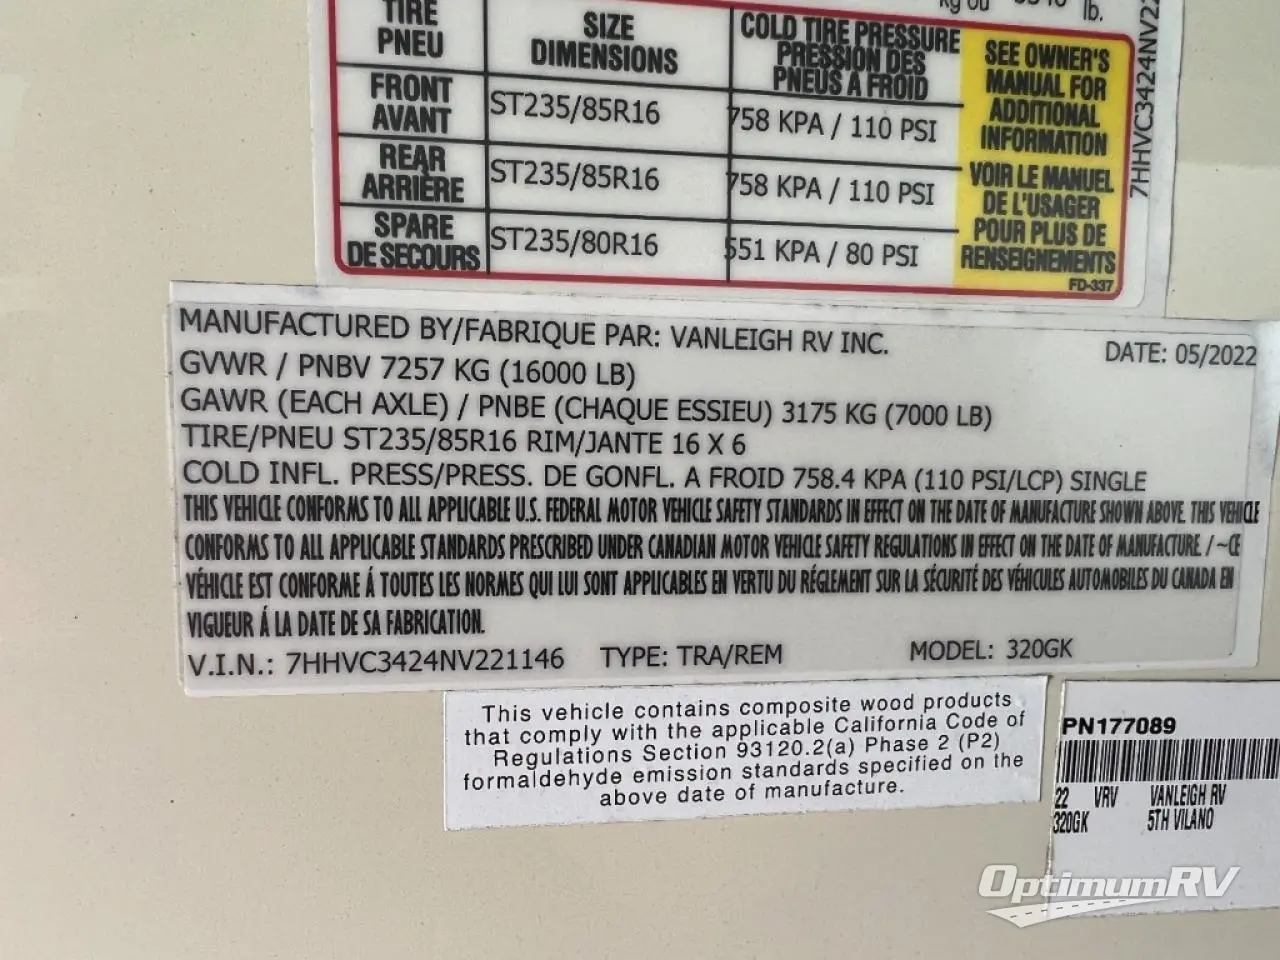 kg ou lb.
TIRE PNEU
SIZE DIMENSIONS
COLD TIRE PRESSURE PRESSION DES PNEUS A FROID
SEE OWNER'S MANUAL FOR ADDITIONAL INFORMATION
VOIR LE MANUEL DE L'USAGER POUR PLUS DE RENSEIGNEMENTS
FRONT AVANT
ST235/85R16
758 KPA / 110 PSI
REAR ARRIÈRE
ST235/85R16
758 KPA / 110 PSI
SPARE DE SECOURS
ST235/80R16
551 KPA / 80 PSI
FD-337
7HHVC3424NV22
MANUFACTURED BY/FABRIQUE PAR: VANLEIGH RV INC.
DATE: 05/2022
GVWR / PNBV 7257 KG (16000 LB)
GAWR (EACH AXLE) / PNBE (CHAQUE ESSIEU) 3175 KG (7000 LB)
TIRE/PNEU ST235/85R16 RIM/JANTE 16 X 6
COLD INFL. PRESS/PRESS. DE GONFL. A FROID 758.4 KPA (110 PSI/LCP) SINGLE
THIS VEHICLE CONFORMS TO ALL APPLICABLE U.S. FEDERAL MOTOR VEHICLE SAFETY STANDARDS IN EFFECT ON THE DATE OF MANUFACTURE SHOWN ABOVE. THIS VEHICLE
CONFORMS TO ALL APPLICABLE STANDARDS PRESCRIBED UNDER CANADIAN MOTOR VEHICLE SAFETY REGULATIONS IN EFFECT ON THE DATE OF MANUFACTURE. / ~CE
VÉHICLE EST CONFORME Á TOUTES LES NORMES QUI LUI SONT APPLICABLES EN VERTU DU RÉGLEMENT SUR LA SÉCURITÉ DES VÉHICULES AUTOMOBILES DU CANADA EN
VIGUEUR Á LA DATE DE SA FABRICATION.
V.I.N.: 7HHVC3424NV221146 TYPE: TRA/REM MODEL: 320GK
This vehicle contains composite wood products
that comply with the applicable California Code of
Regulations Section 93120.2(a) Phase 2 (P2)
formaldehyde emission standards specified on the
above date of manufacture.
PN177089
22 VRV VANLEIGH RV
320GK 5TH VILANO
OptimumRV